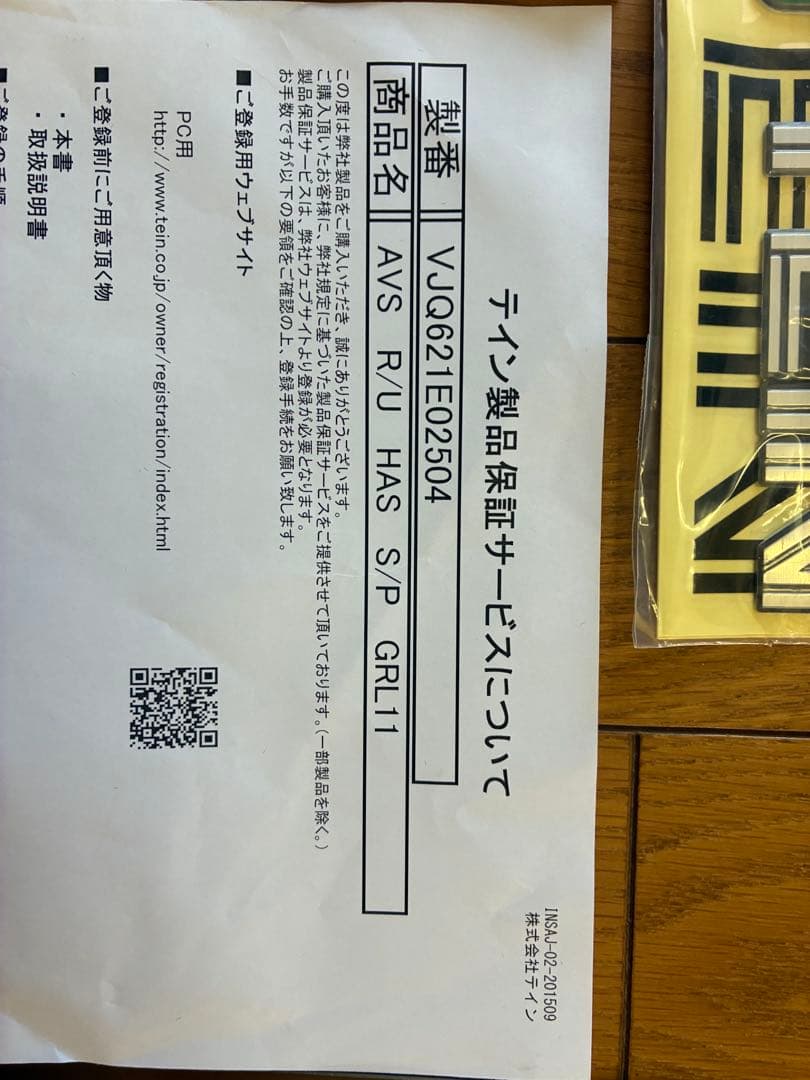 INSAJ-02-201509
株式会社テイン
テイン製品保証サービスについて
製番 VJQ621E02504
商品名 AVS R/U HAS S/P GRL11
この度は弊社製品をご購入いただき、誠にありがとうございます。
ご購入頂いたお客様に、弊社規定に基づいた製品保証サービスをご提供させて頂いております。(一部製品を除く。)
製品保証サービスは、弊社ウェブサイトより登録が必要となります。
お手数ですが以下の要領をご確認の上、登録手続をお願い致します。
■ご登録用ウェブサイト
PC用
http://www.tein.co.jp/owner/registration/index.html
■ご登録前にご用意頂く物
・本書
・取扱説明書
■ご登録の手順
TEIN